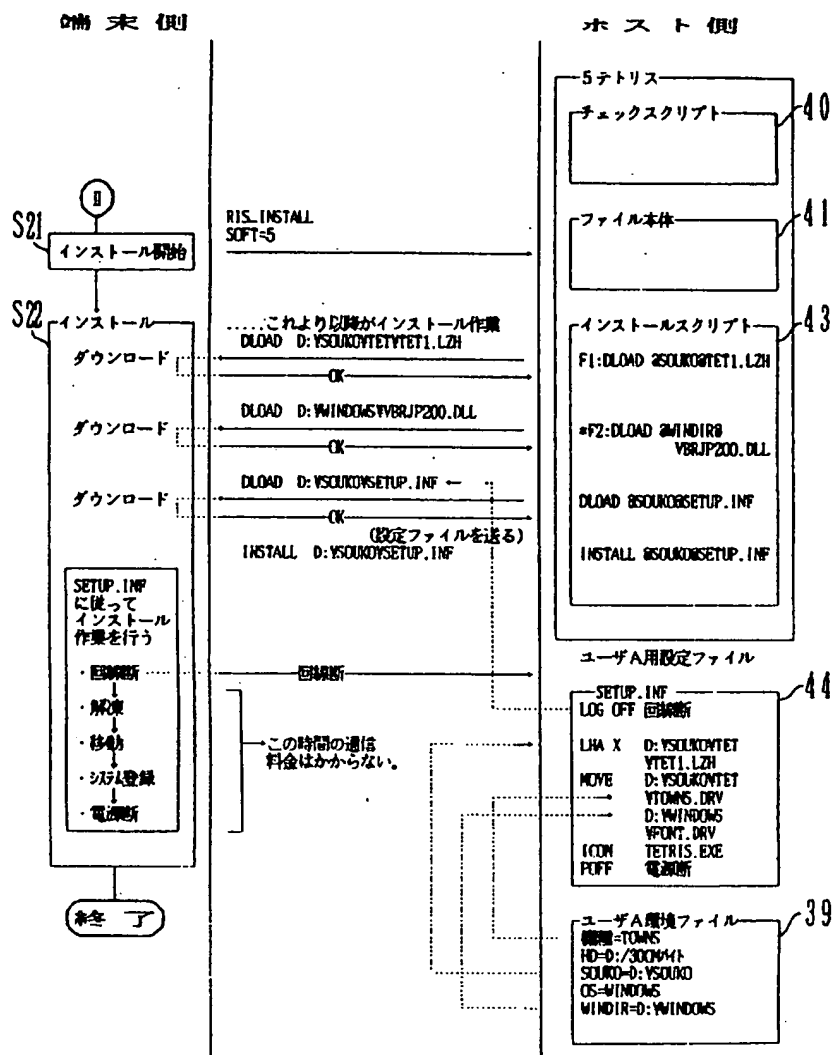 端 末 側
ホ ス ト 側
5テトリス
チェックスクリプト
40
II
RIS_INSTALL
SOFT=5
ファイル本体
41
S21
インストール開始
S22
インストール
.....これより以降がインストール作業
インストールスクリプト
43
DLOAD D:¥SOUKO¥TET¥TET1.LZH
ダウンロード
F1:DLOAD @SOUKO@TET1.LZH
OK
DLOAD D:¥WINDOWS¥VBRJP200.DLL
ダウンロード
*F2:DLOAD @WINDIR@
VBRJP200.DLL
OK
DLOAD D:¥SOUKO¥SETUP.INF ←
ダウンロード
DLOAD @SOUKO@SETUP.INF
OK
(設定ファイルを送る)
INSTALL D:¥SOUKO¥SETUP.INF
INSTALL @SOUKO@SETUP.INF
SETUP.INF
に従って
インストール
作業を行う
ユーザA用設定ファイル
・回線断
回線断
44
SETUP.INF
LOG OFF 回線断
・解凍
・移動
この時間の通信
料金はかからない。
LHA X D:¥SOUKO¥TET
¥TET1.LZH
・システム登録
MOVE D:¥SOUKO¥TET
¥TOWNS.DRV
・電源断
D:¥WINDOWS
¥FONT.DRV
ICON TETRIS.EXE
POFF 電源断
終 了
ユーザA環境ファイル
39
機種=TOWNS
HD=D:/300Mバイト
SOUKO=D:¥SOUKO
OS=WINDOWS
WINDIR=D:¥WINDOWS